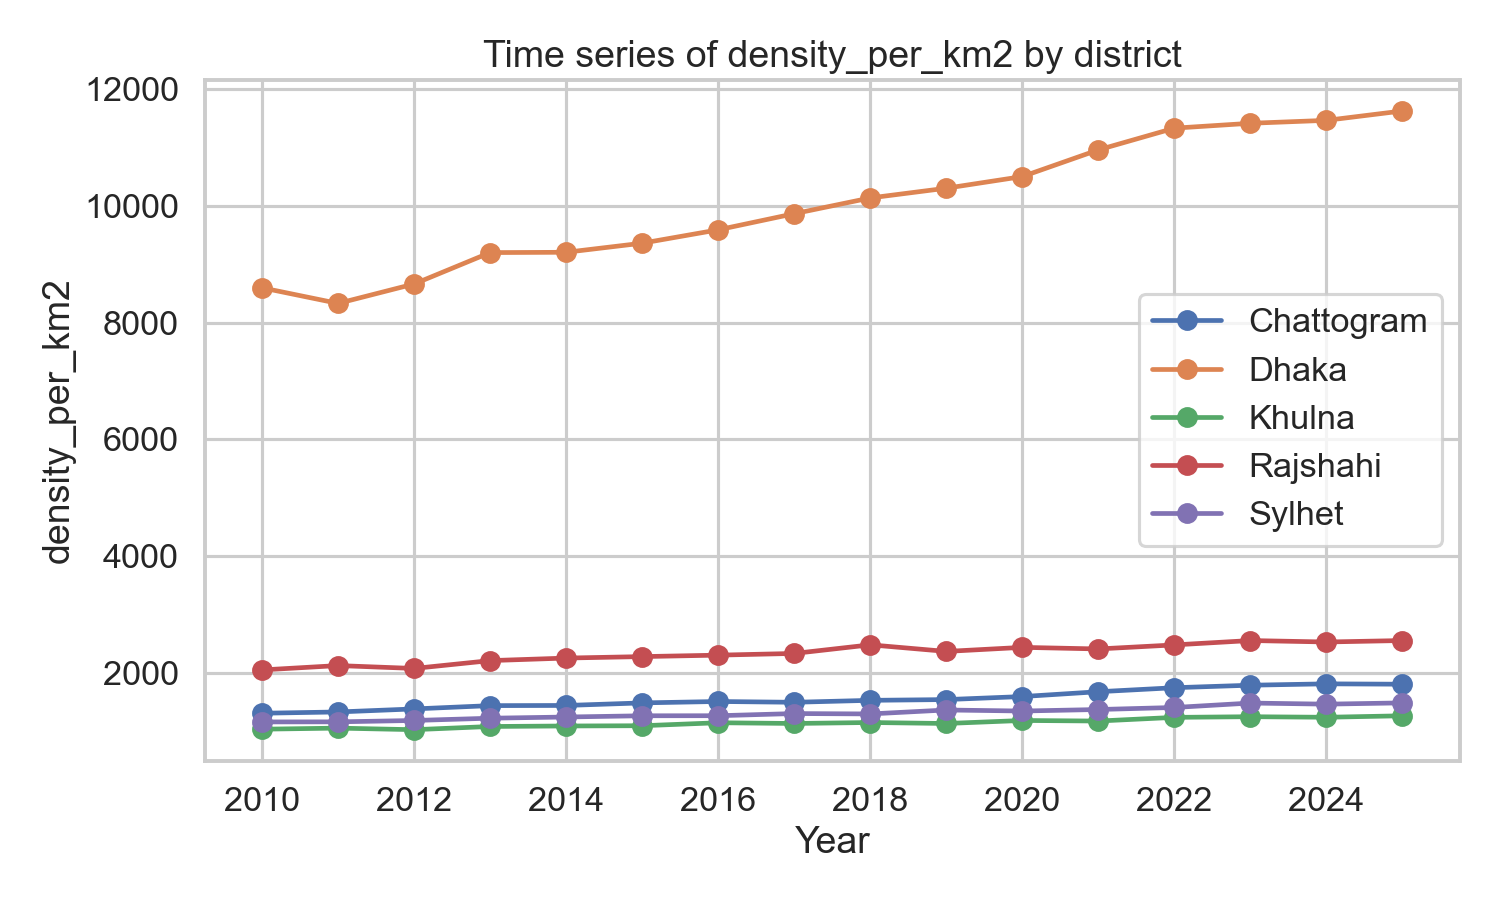 Time series of density_per_km2 by district
12000
10000
8000
6000
4000
2000
density_per_km2
Chattogram
Dhaka
Khulna
Rajshahi
Sylhet
2010 2012 2014 2016 2018 2020 2022 2024
Year